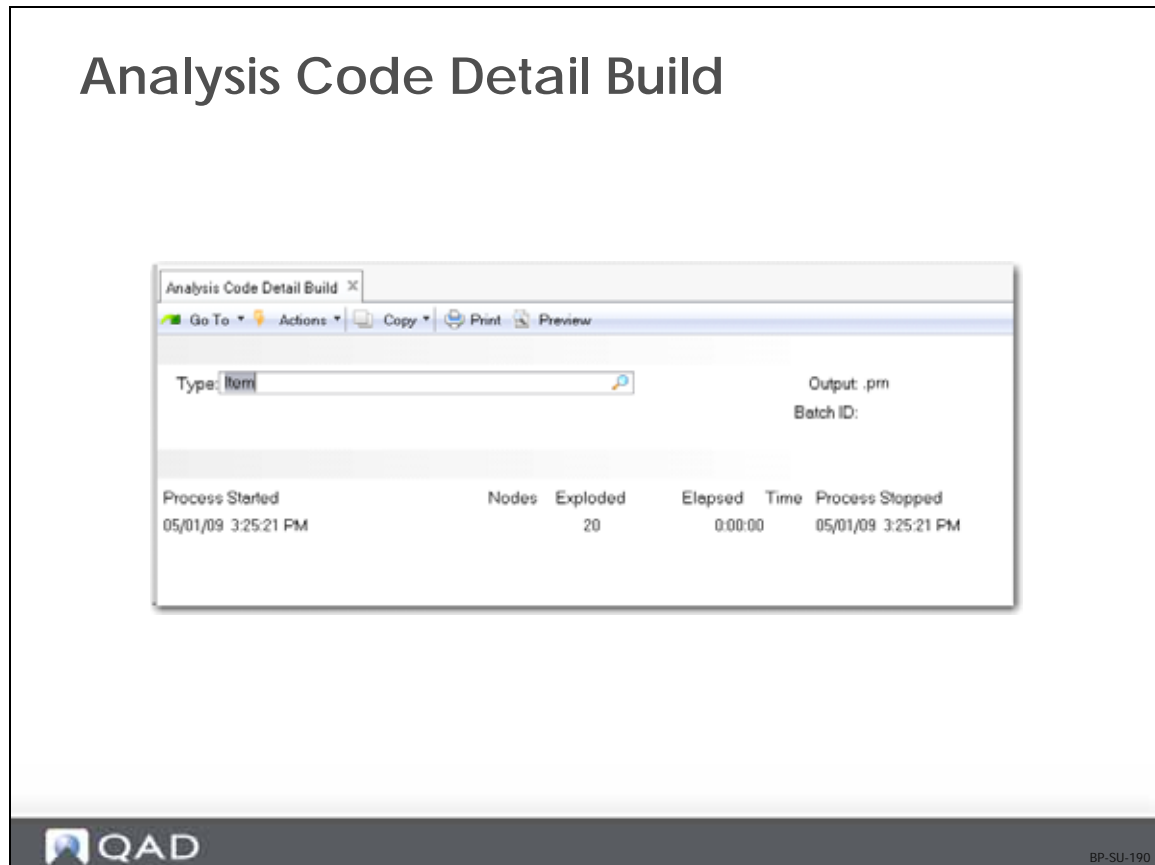 Analysis Code Detail Build
Analysis Code Detail Build
Go To Actions Copy Print Preview
Type: Item Output: .prn
Batch ID:
Process Started Nodes Exploded Elapsed Time Process Stopped
05/01/09 3:25:21 PM 20 0:00:00 05/01/09 3:25:21 PM
QAD
BP-SU-190